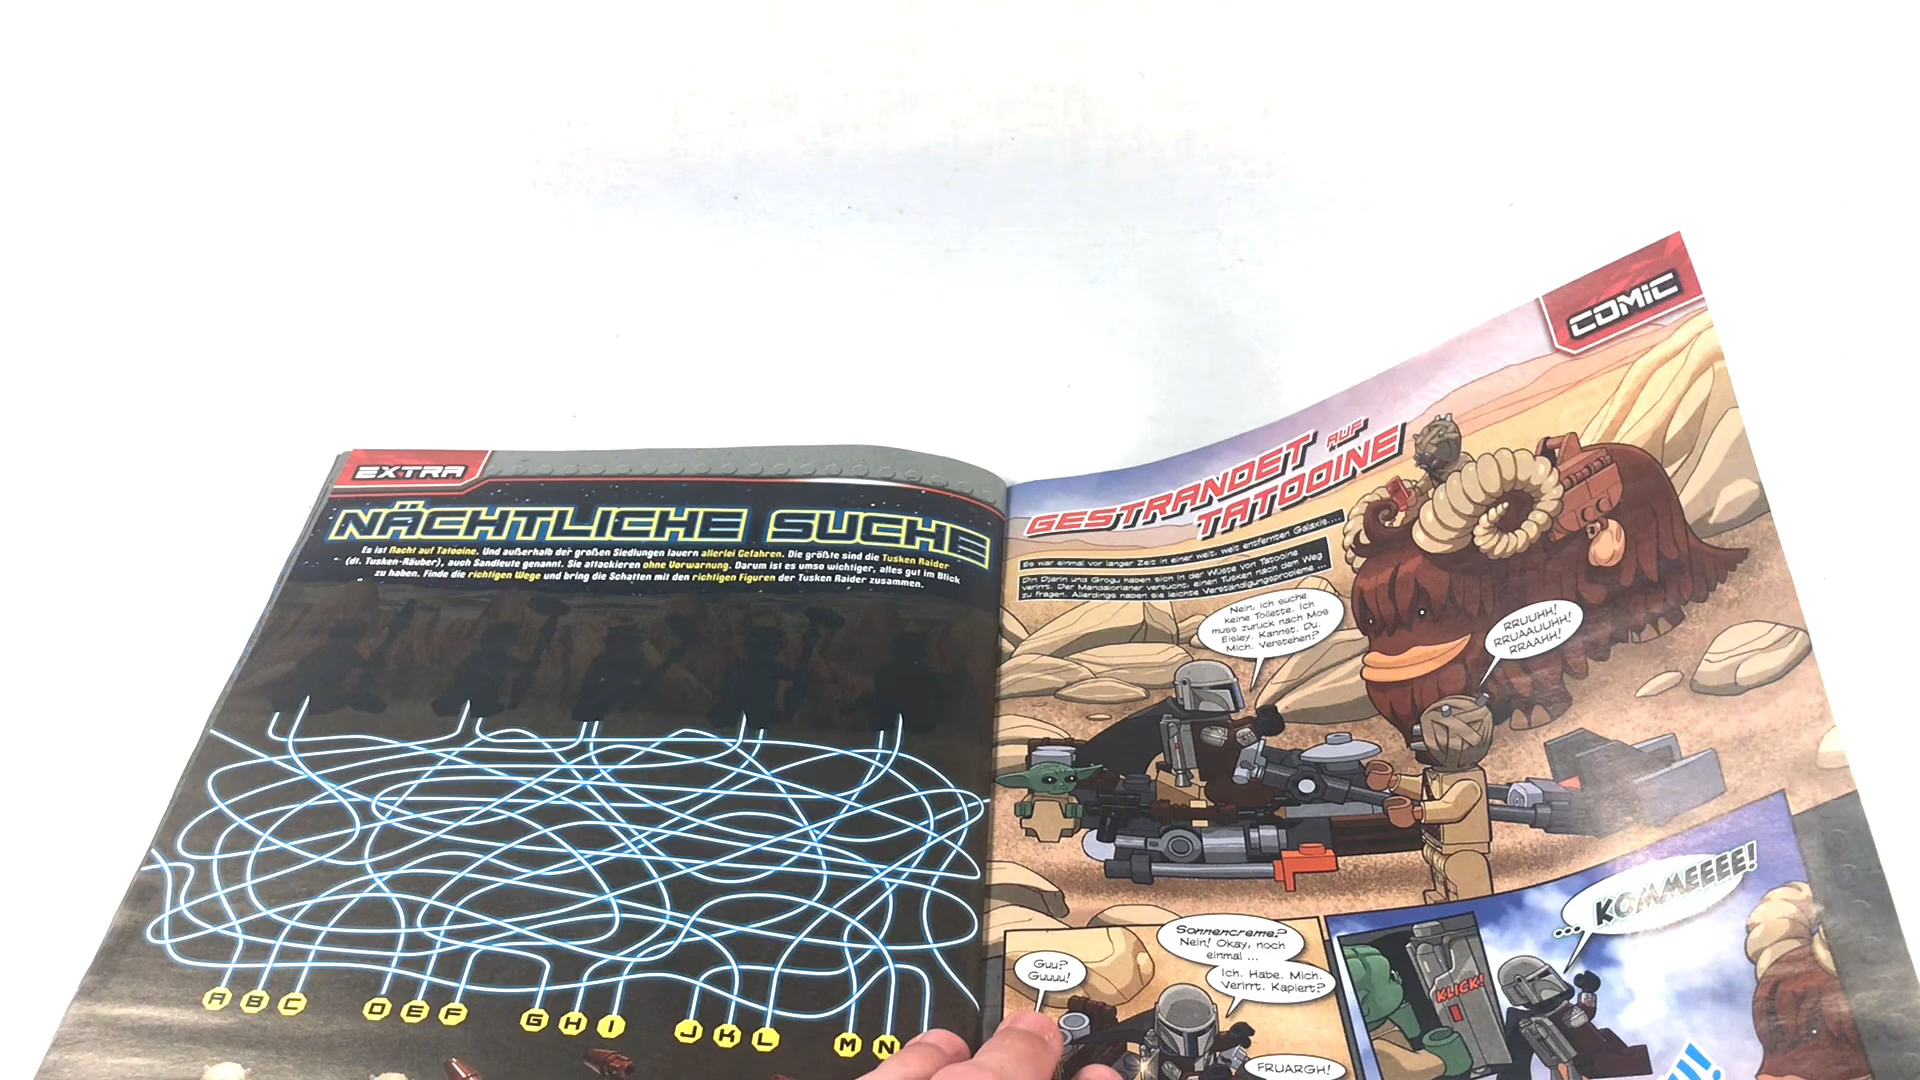 EXTRA
NÄCHTLICHE SUCHE
Es ist Nacht auf Tatooine. Und außerhalb der großen Siedlungen lauern allerlei Gefahren. Die größte sind die Tusken Raider
(dt. Tusken-Räuber), auch Sandleute genannt. Sie attackieren ohne Vorwarnung. Darum ist es umso wichtiger, alles gut im Blick
zu haben. Finde die richtigen Wege und bring die Schatten mit den richtigen Figuren der Tusken Raider zusammen.
A B C D E F G H I J K L M N
COMIC
GESTRANDET AUF
TATOOINE
Es war einmal vor langer Zeit in einer weit, weit entfernten Galaxis....
Din Djarin und Grogu haben sich in der Wüste von Tatooine
verirrt. Der Mandalorianer versucht, einen Tusken nach dem Weg
zu fragen. Allerdings haben sie leichte Verständigungsprobleme ...
Nein, ich suche
keine Toilette. Ich
muss zurück nach Mos
Eisley. Kannst. Du.
Mich. Verstehen?
RRUUHH!
RRUAAUUHH!
RRAAHH!
Guu?
Guuuu!
Sonnencreme?
Nein! Okay, noch
einmal ...
Ich. Habe. Mich.
Verirrt. Kapiert?
FRUARGH!
KLICK!
... KOMMEEEE!